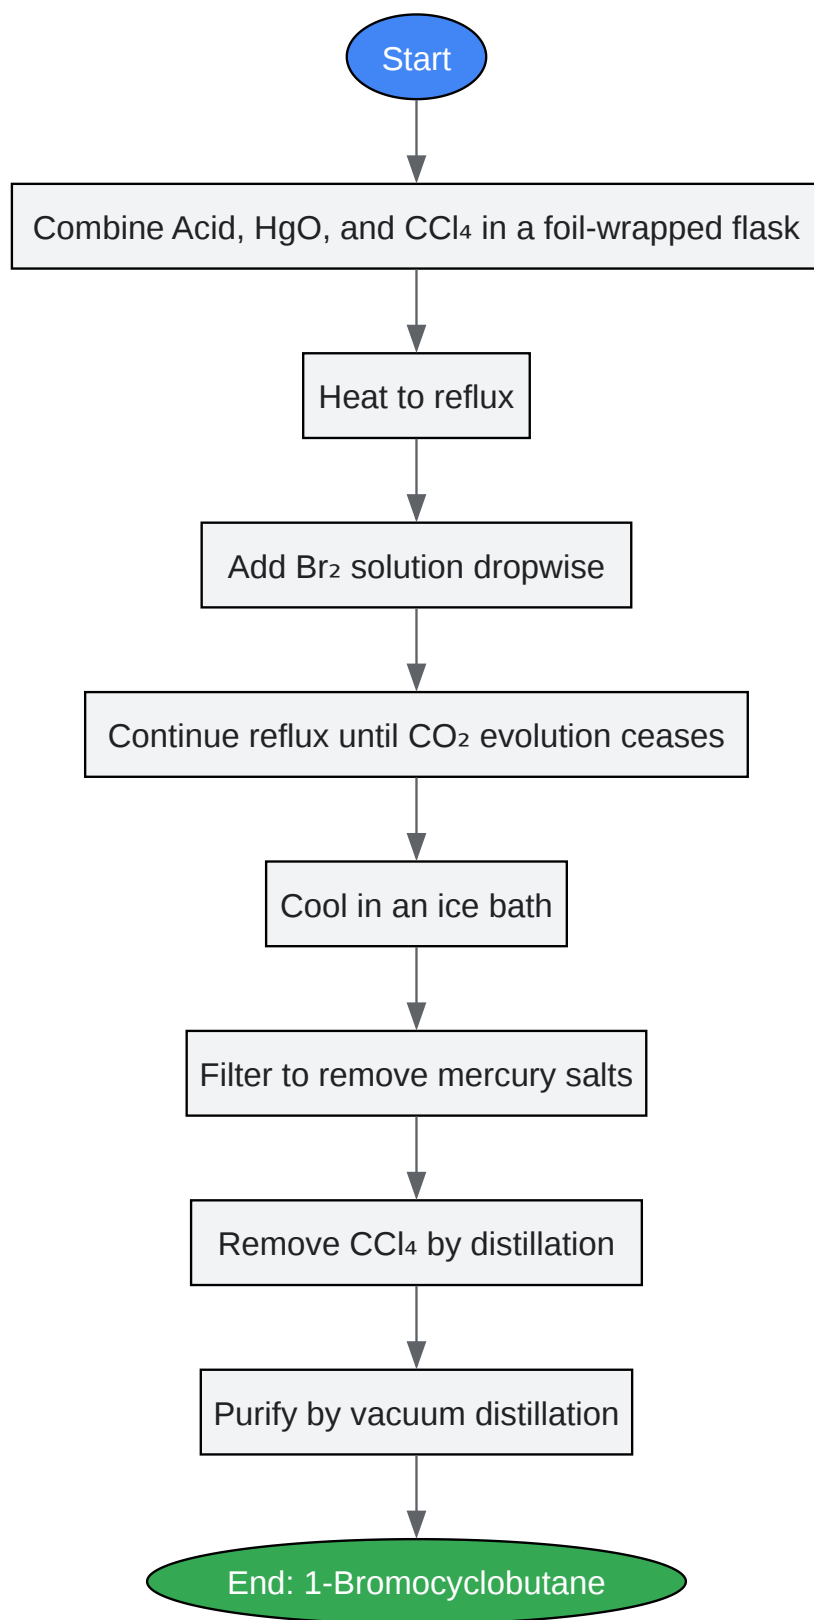 Start
Combine Acid, HgO, and CCl₄ in a foil-wrapped flask
Heat to reflux
Add Br₂ solution dropwise
Continue reflux until CO₂ evolution ceases
Cool in an ice bath
Filter to remove mercury salts
Remove CCl₄ by distillation
Purify by vacuum distillation
End: 1-Bromocyclobutane